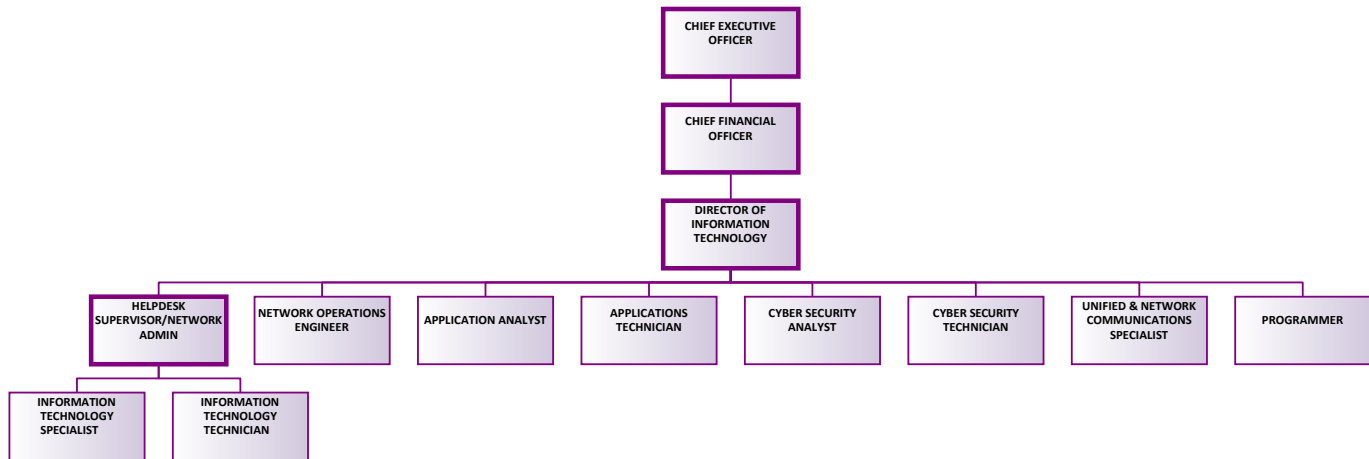 CHIEF EXECUTIVE
OFFICER
CHIEF FINANCIAL
OFFICER
DIRECTOR OF
INFORMATION
TECHNOLOGY
HELPDESK
SUPERVISOR/NETWORK
ADMIN
NETWORK OPERATIONS
ENGINEER
APPLICATION ANALYST
APPLICATIONS
TECHNICIAN
CYBER SECURITY
ANALYST
CYBER SECURITY
TECHNICIAN
UNIFIED & NETWORK
COMMUNICATIONS
SPECIALIST
PROGRAMMER
INFORMATION
TECHNOLOGY
SPECIALIST
INFORMATION
TECHNOLOGY
TECHNICIAN